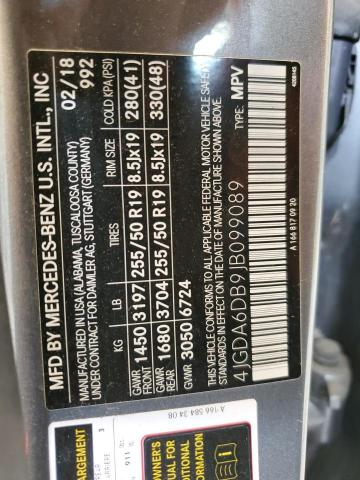 MFD BY MERCEDES-BENZ U.S. INTL., INC
MANUFACTURED IN USA (ALABAMA, TUSCALOOSA COUNTY) 02/18
UNDER CONTRACT FOR DAIMLER AG, STUTTGART (GERMANY) 992
KG LB TIRES RIM SIZE COLD KPA(PSI)
GAWR FRONT 1450 3197 255/50 R19 8.5Jx19 280(41)
GAWR REAR 1680 3704 255/50 R19 8.5Jx19 330(48)
GVWR 3050 6724
THIS VEHICLE CONFORMS TO ALL APPLICABLE FEDERAL MOTOR VEHICLE SAFETY
STANDARDS IN EFFECT ON THE DATE OF MANUFACTURE SHOWN ABOVE.
4JGDA6DB9JB099089 TYPE: MPV
A 166 817 09 20
A 166 584 34 08
3
911
OWNER'S
MANUAL FOR
ADDITIONAL
INFORMATION